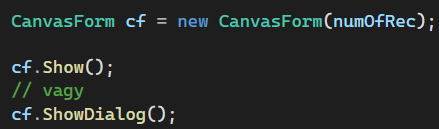 CanvasForm cf = new CanvasForm(numOfRec);
cf.Show();
// vagy
cf.ShowDialog();